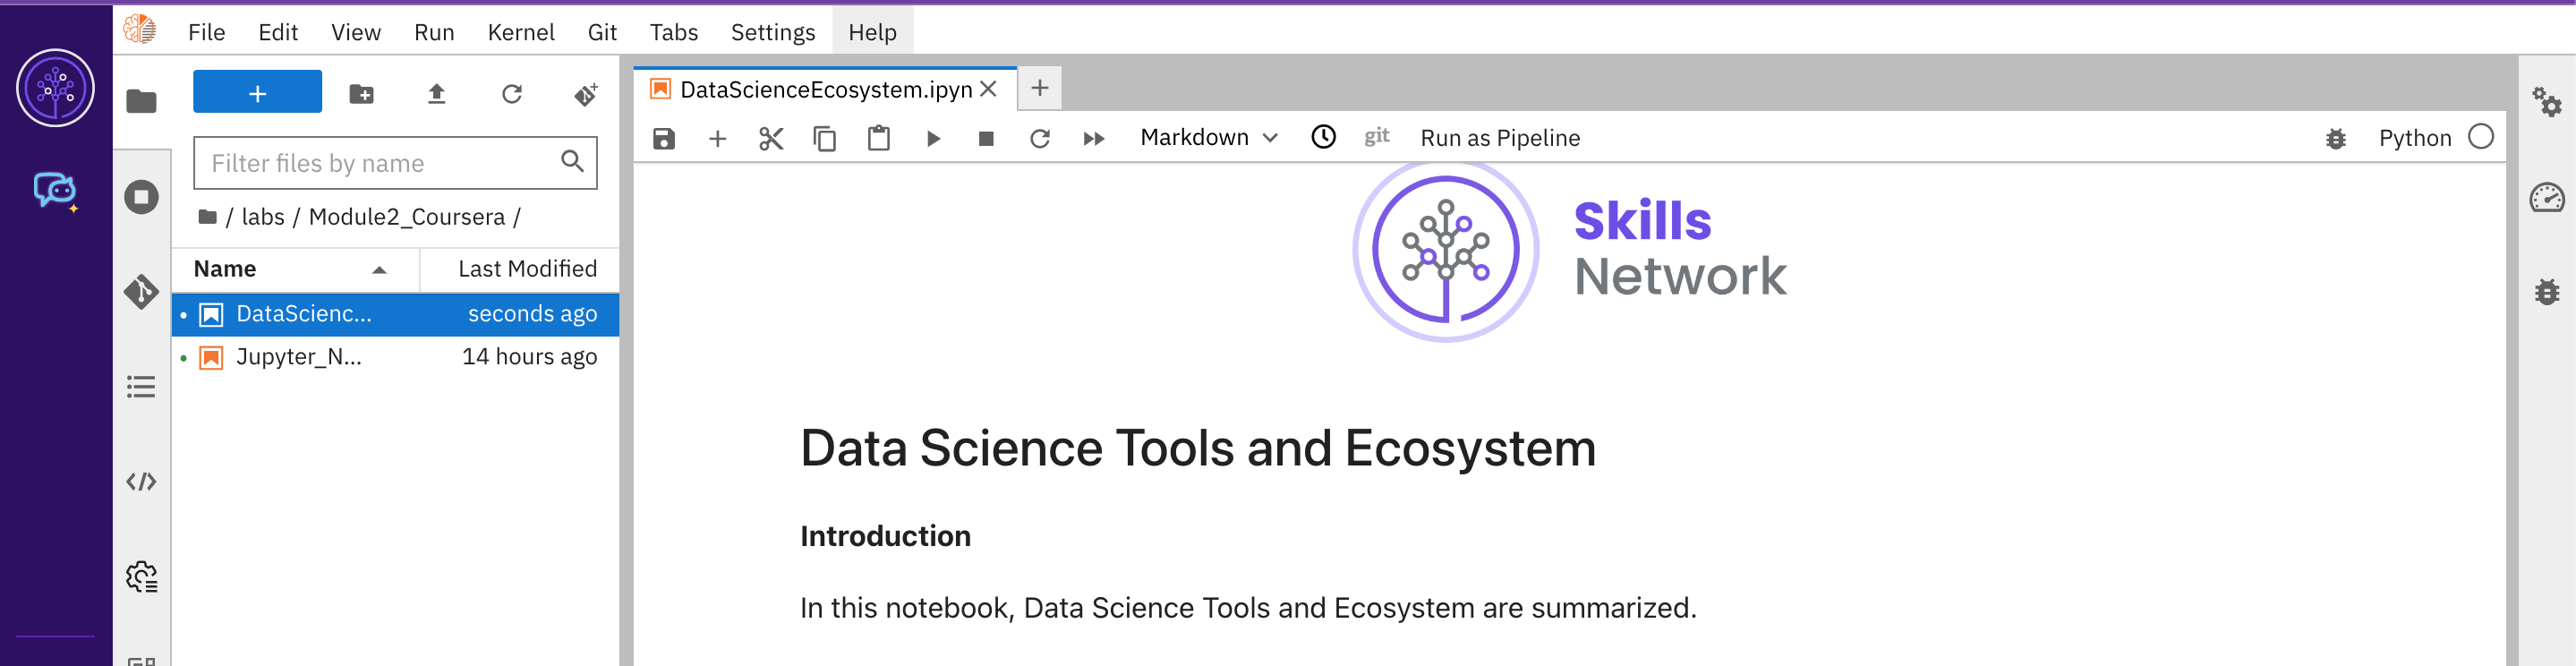 File Edit View Run Kernel Git Tabs Settings Help
DataScienceEcosystem.ipyn
Markdown git Run as Pipeline Python
Filter files by name
/ labs / Module2_Coursera /
Name Last Modified
DataScienc... seconds ago
Jupyter_N... 14 hours ago
Skills
Network
Data Science Tools and Ecosystem
Introduction
In this notebook, Data Science Tools and Ecosystem are summarized.